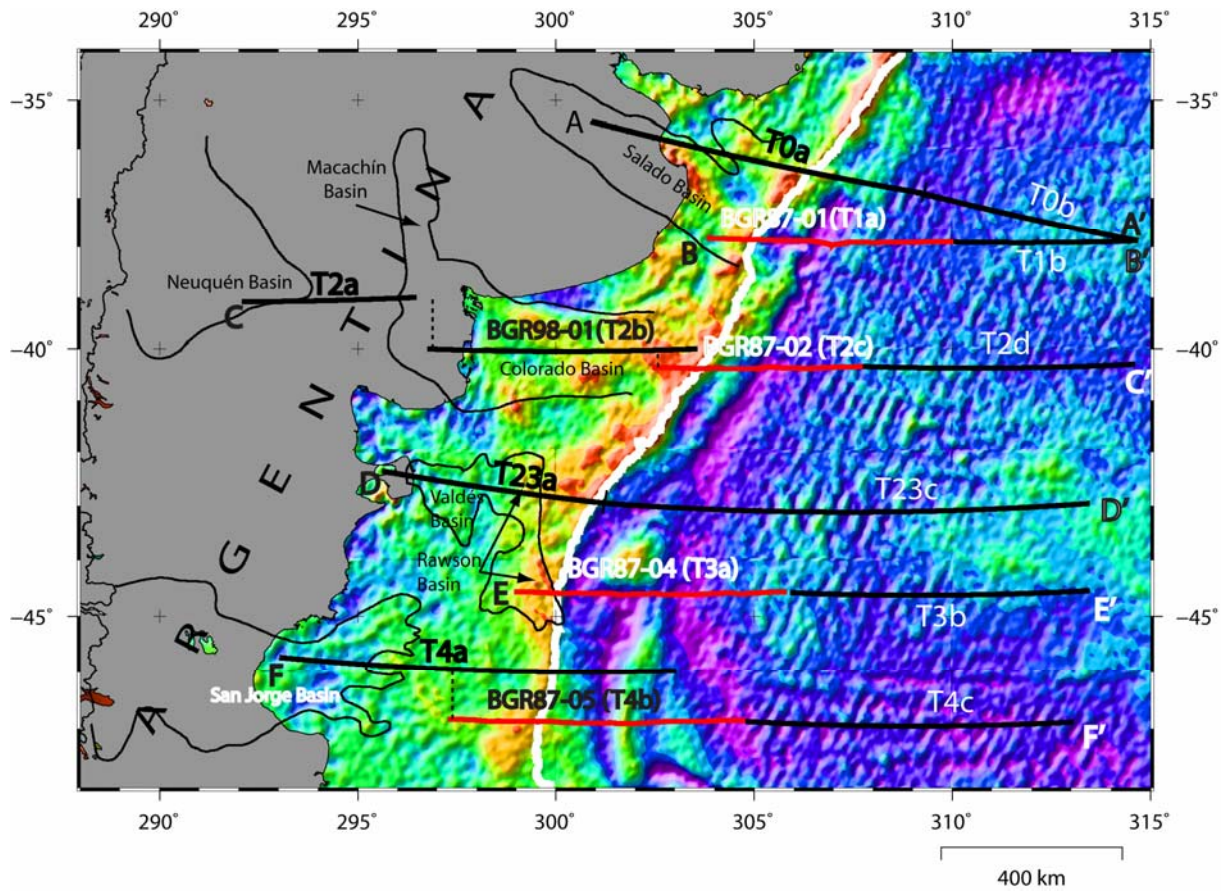 290° 295° 300° 305° 310° 315°
−35° −35°
A
A
T0a
Macachín
Basin
Salado Basin
N
T0b
A'
BGR87-01(T1a)
B
T1b
B'
I
Neuquén Basin
T2a
C
T
BGR98-01(T2b)
−40° −40°
BGR87-02 (T2c)
T2d
Colorado Basin
C'
N
T23a
D
T23c
D'
E
Valdés
Basin
Rawson
Basin
G
BGR87-04 (T3a)
E
E'
T3b
−45° −45°
R
T4a
F
San Jorge Basin
BGR87-05 (T4b)
T4c
A
F'
290° 295° 300° 305° 310° 315°
400 km